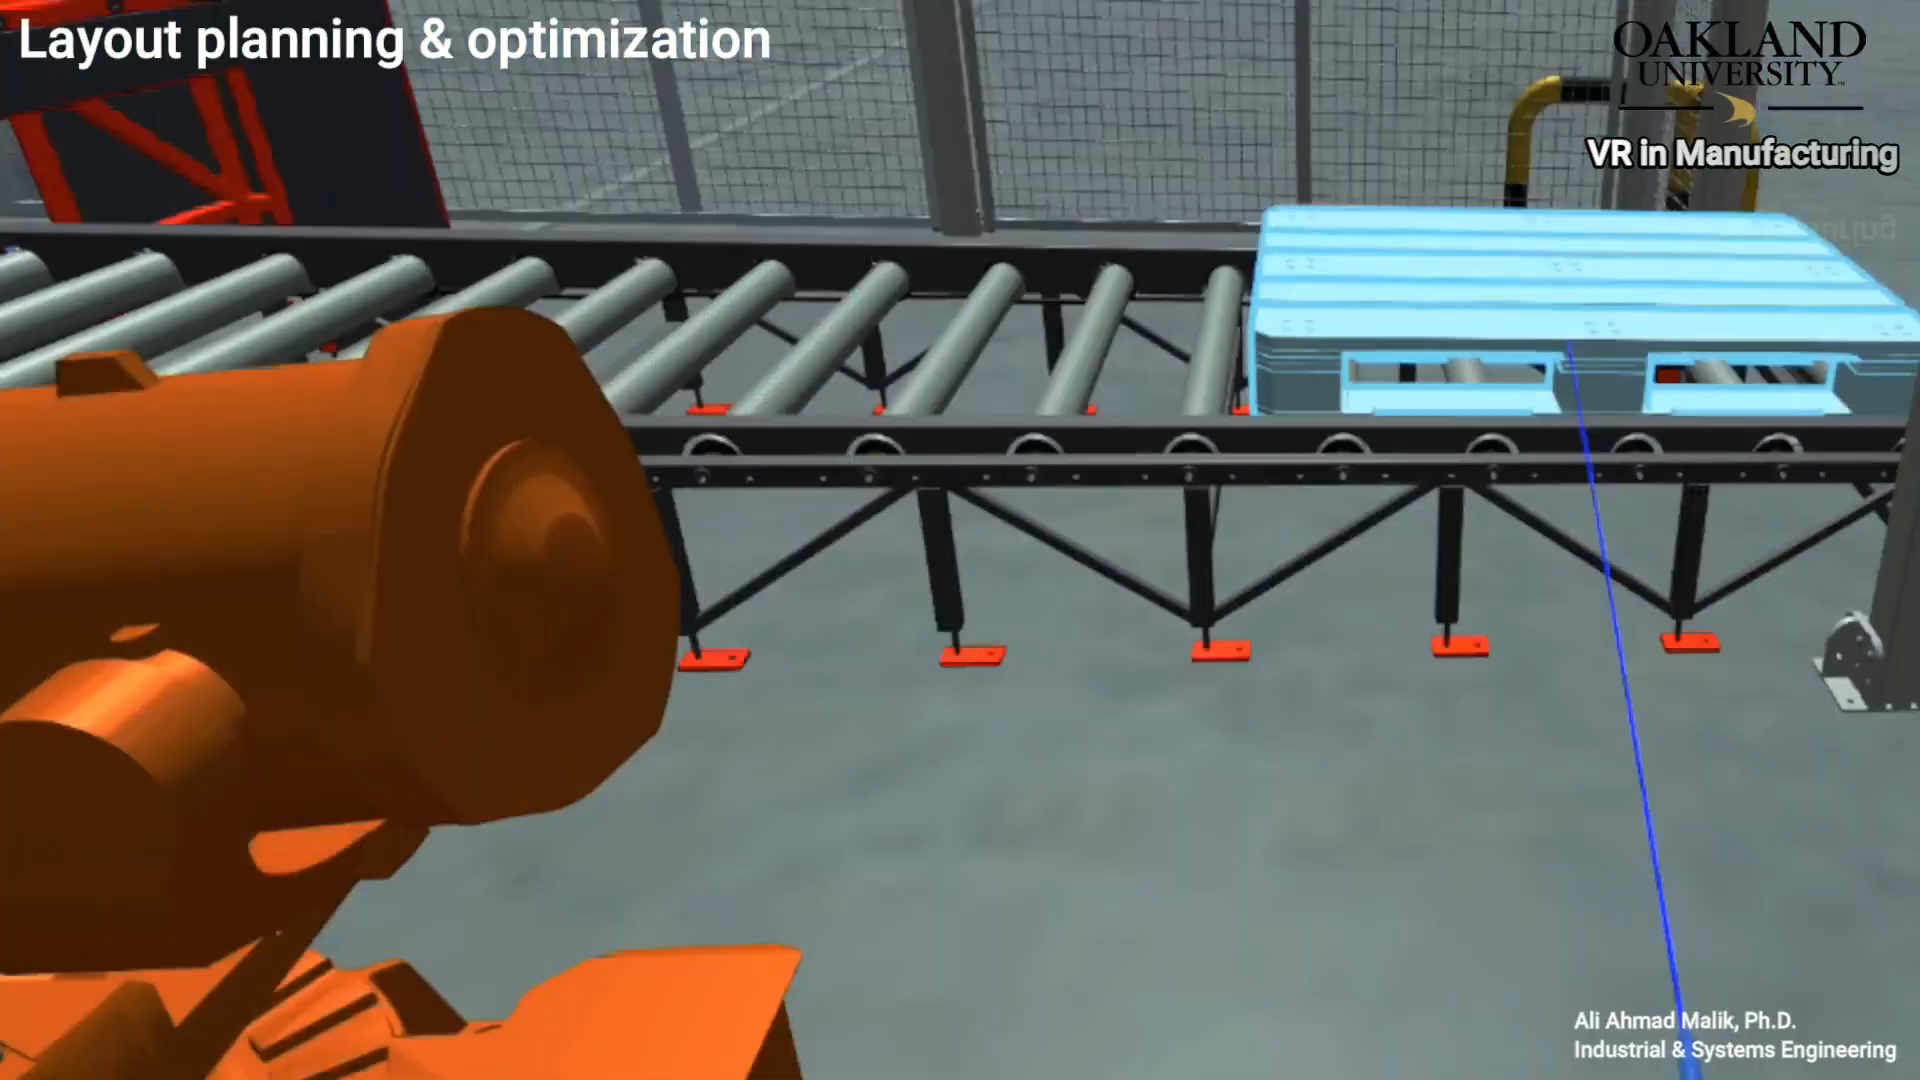 Layout planning & optimization
OAKLAND
UNIVERSITY
VR in Manufacturing
Ali Ahmad Malik, Ph.D.
Industrial & Systems Engineering